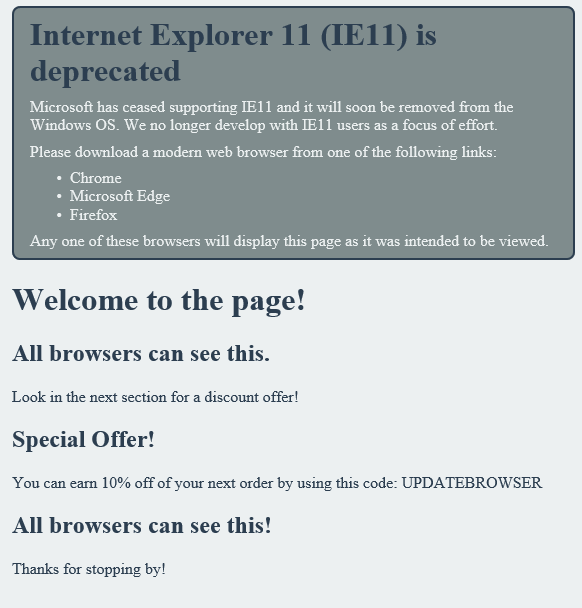 Internet Explorer 11 (IE11) is
deprecated
Microsoft has ceased supporting IE11 and it will soon be removed from the
Windows OS. We no longer develop with IE11 users as a focus of effort.
Please download a modern web browser from one of the following links:
• Chrome
• Microsoft Edge
• Firefox
Any one of these browsers will display this page as it was intended to be viewed.
Welcome to the page!
All browsers can see this.
Look in the next section for a discount offer!
Special Offer!
You can earn 10% off of your next order by using this code: UPDATEBROWSER
All browsers can see this!
Thanks for stopping by!